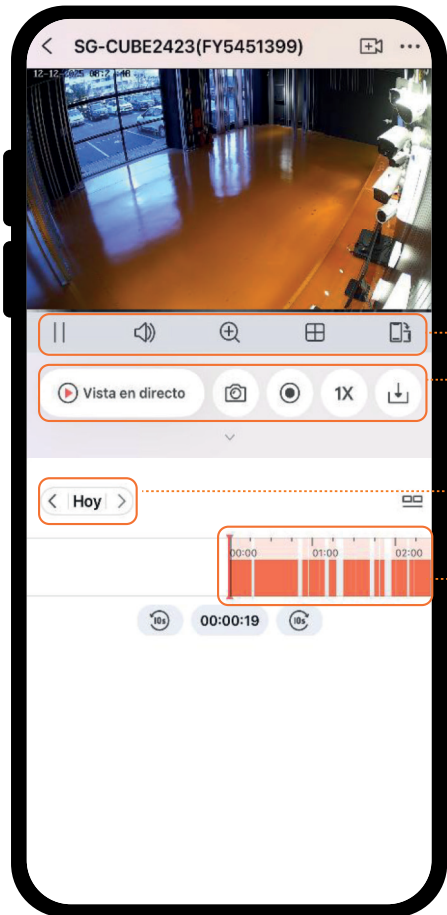 SG-CUBE2423(FY5451399)
Vista en directo
1X
Hoy
00:00 01:00 02:00
10s 00:00:19 10s